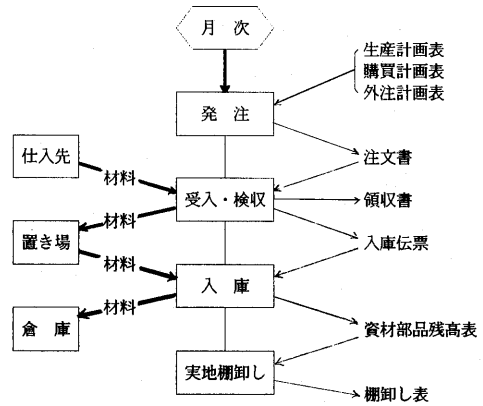 月 次
生産計画表
購買計画表
外注計画表
発 注
仕入先
注文書
材料
受入・検収
領収書
材料
置き場
入庫伝票
材料
入 庫
材料
倉 庫
資材部品残高表
実地棚卸し
棚卸し表